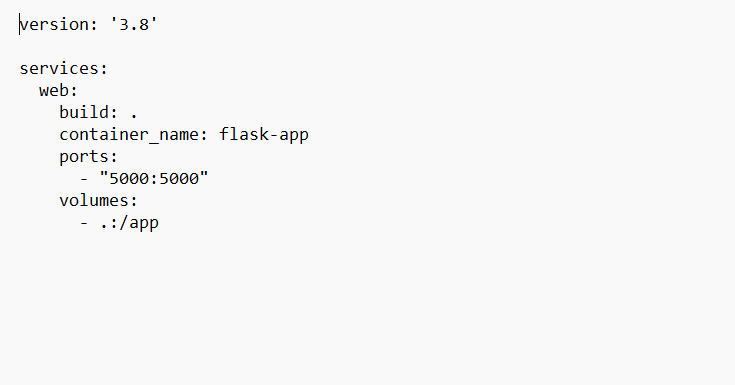 version: '3.8'

services:
  web:
    build: .
    container_name: flask-app
    ports:
      - "5000:5000"
    volumes:
      - .:/app